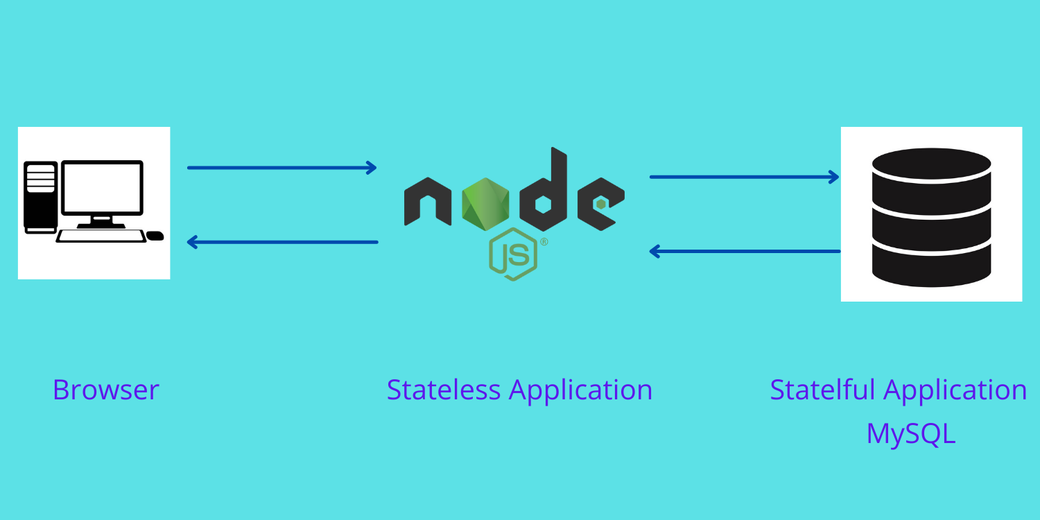 node
JS®
Browser
Stateless Application
Statelful Application
MySQL